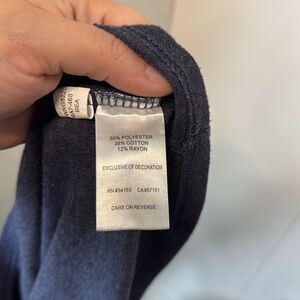 50% POLYESTER
38% COTTON
12% RAYON
EXCLUSIVE OF DECORATION
RN#54163 CA#57151
CARE ON REVERSE